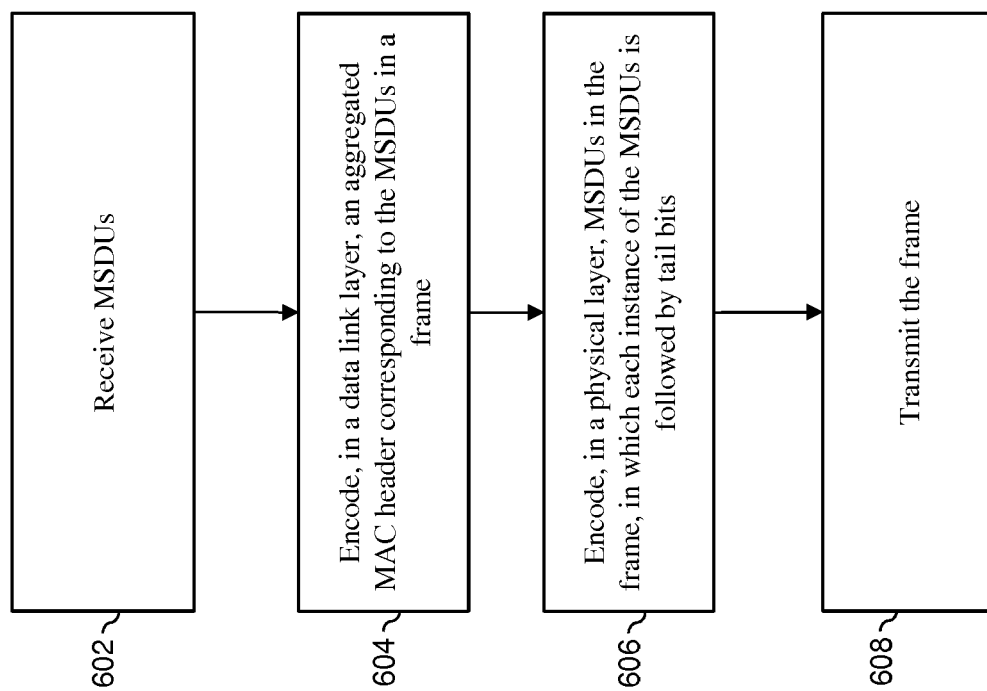 602
Receive MSDUs
604
Encode, in a data link layer, an aggregated
MAC header corresponding to the MSDUs in a
frame
606
Encode, in a physical layer, MSDUs in the
frame, in which each instance of the MSDUs is
followed by tail bits
608
Transmit the frame